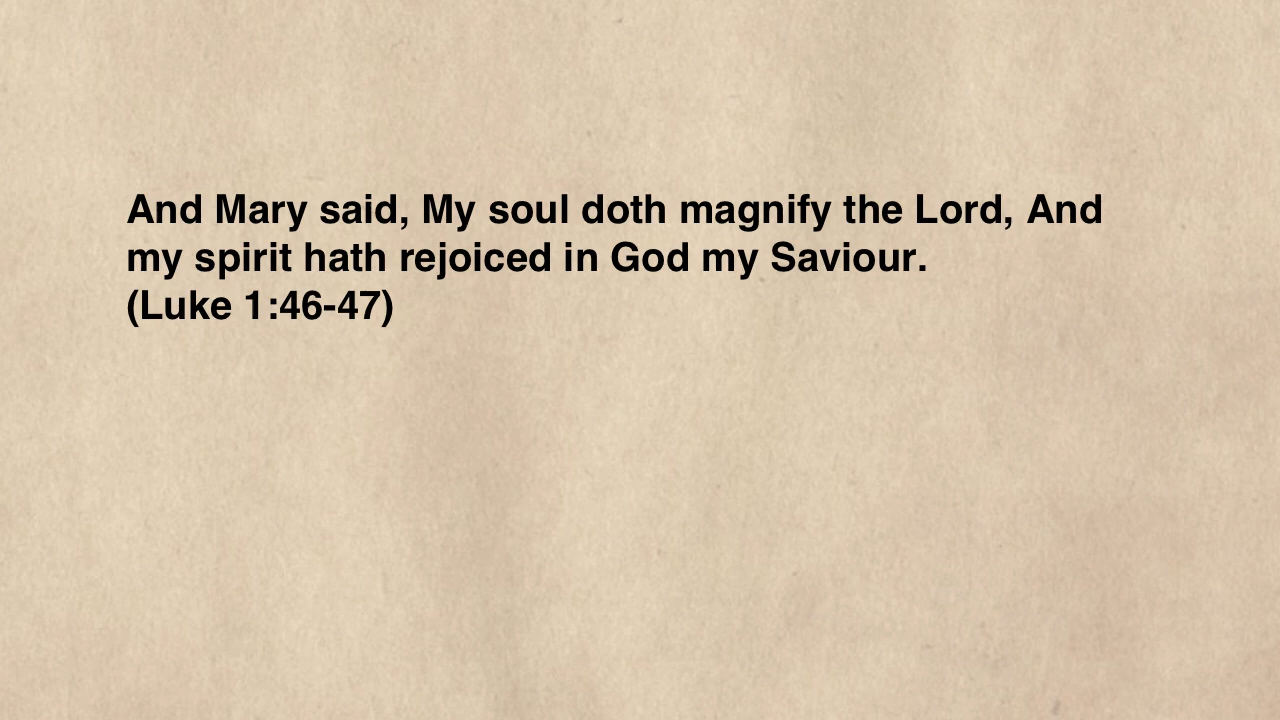 And Mary said, My soul doth magnify the Lord, And
my spirit hath rejoiced in God my Saviour.
(Luke 1:46-47)